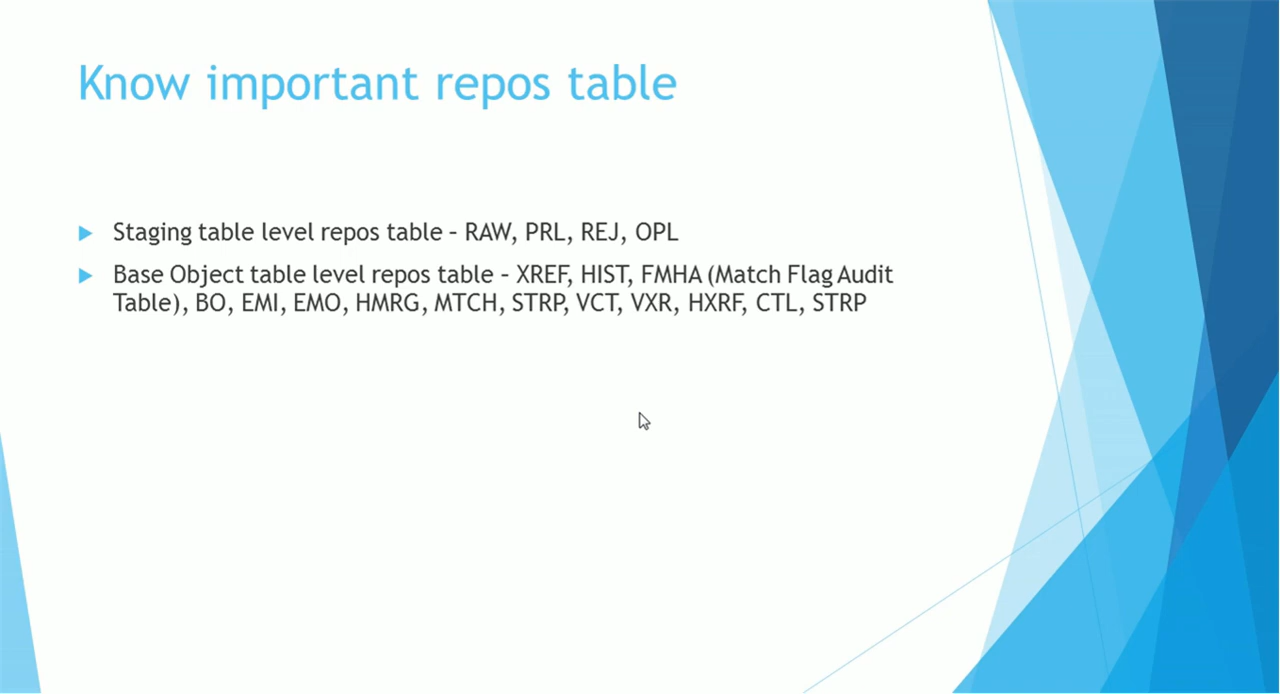 Know important repos table
Staging table level repos table – RAW, PRL, REJ, OPL
Base Object table level repos table – XREF, HIST, FMHA (Match Flag Audit
Table), BO, EMI, EMO, HMRG, MTCH, STRP, VCT, VXR, HXRF, CTL, STRP